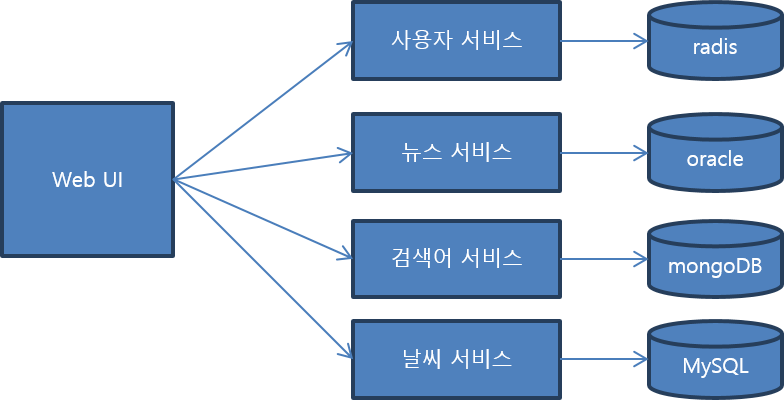 사용자 서비스
radis
뉴스 서비스
oracle
Web UI
검색어 서비스
mongoDB
날씨 서비스
MySQL